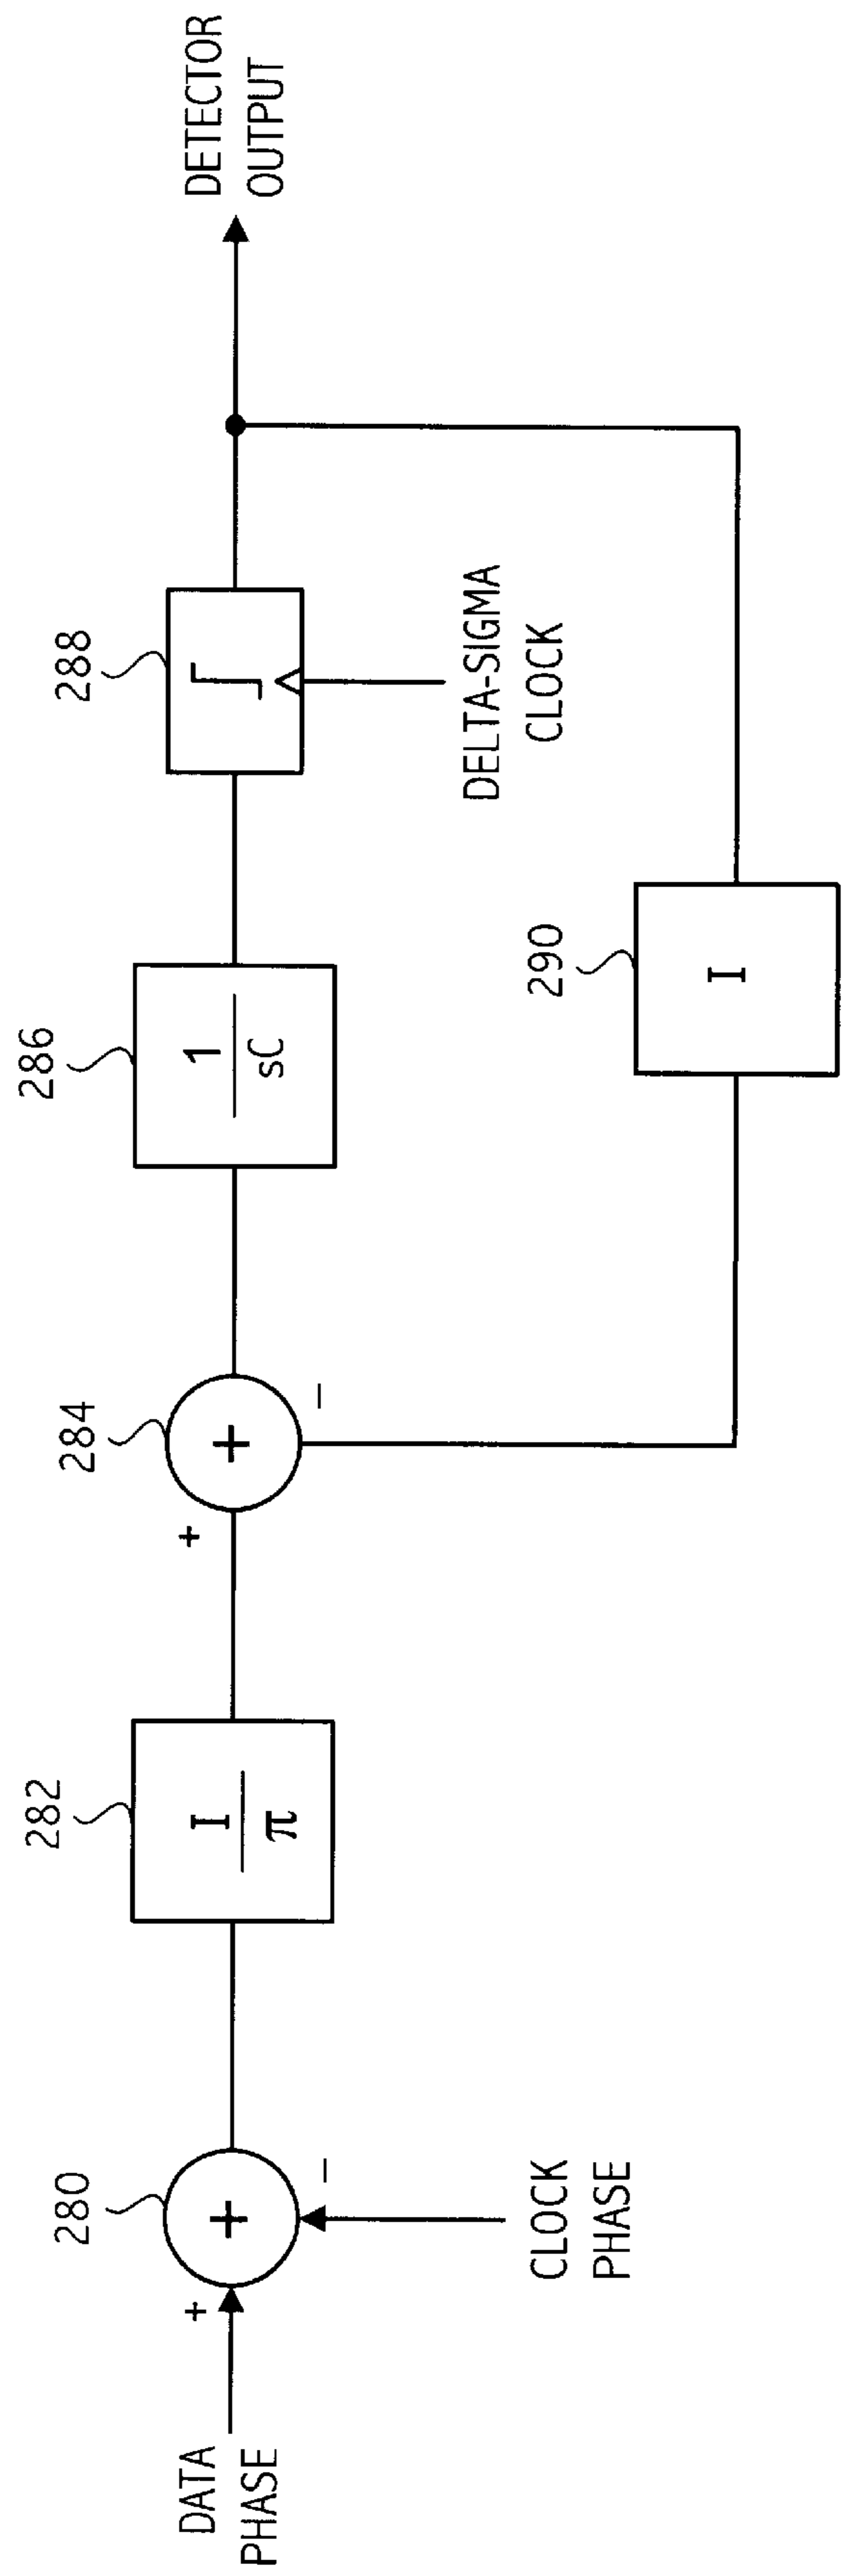 DATA
PHASE
+
280
+
−
CLOCK
PHASE
282
I
π
+
284
+
−
286
1
sC
288
DELTA-SIGMA
CLOCK
290
I
DETECTOR
OUTPUT